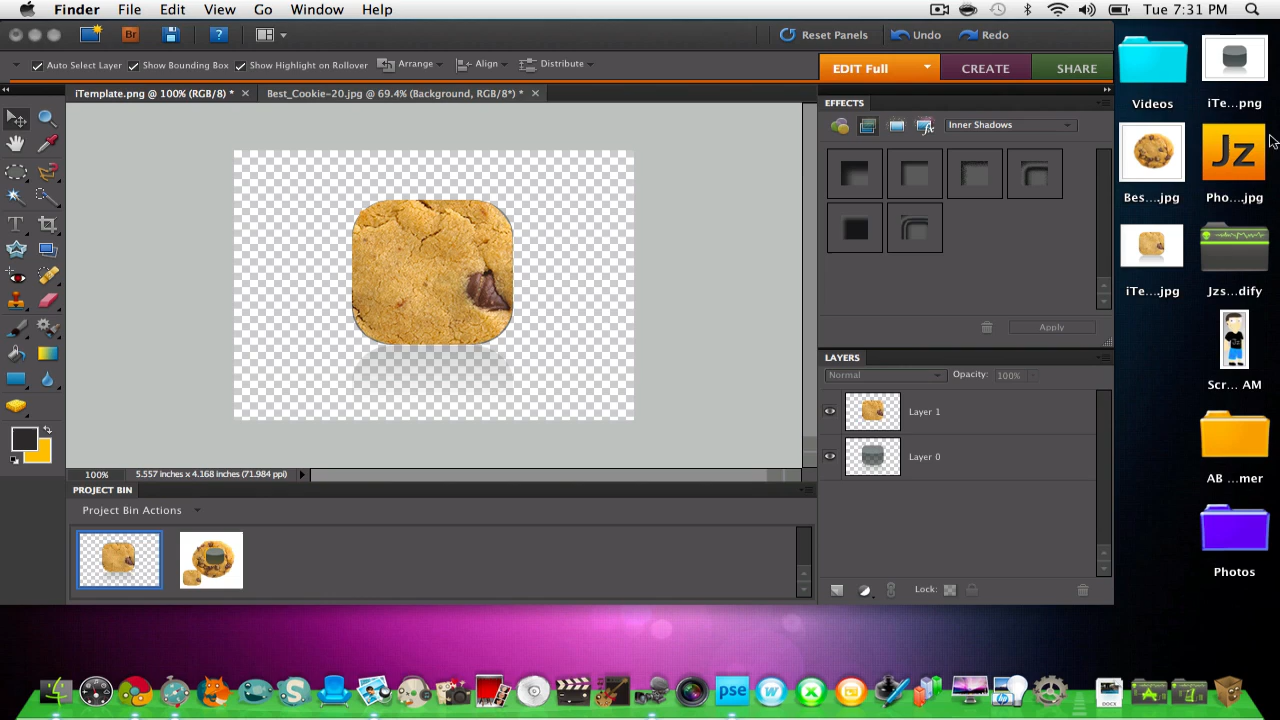 Finder File Edit View Go Window Help Tue 7:31 PM
Br ? Reset Panels Undo Redo
Auto Select Layer Show Bounding Box Show Highlight on Rollover Arrange Align Distribute EDIT Full CREATE SHARE
iTemplate.png @ 100% (RGB/8) * Best_Cookie-20.jpg @ 69.4% (Background, RGB/8*) *
EFFECTS
Inner Shadows
Apply
LAYERS
Normal Opacity: 100%
Layer 1
Layer 0
Lock:
100% 5.557 inches x 4.168 inches (71.984 ppi)
PROJECT BIN
Project Bin Actions
Videos
iTe...png
Bes....jpg
Jz
Pho....jpg
iTe....jpg
Jzs...dify
Jz
Scr... AM
AB ...mer
Photos
pse
W
X
DOCX